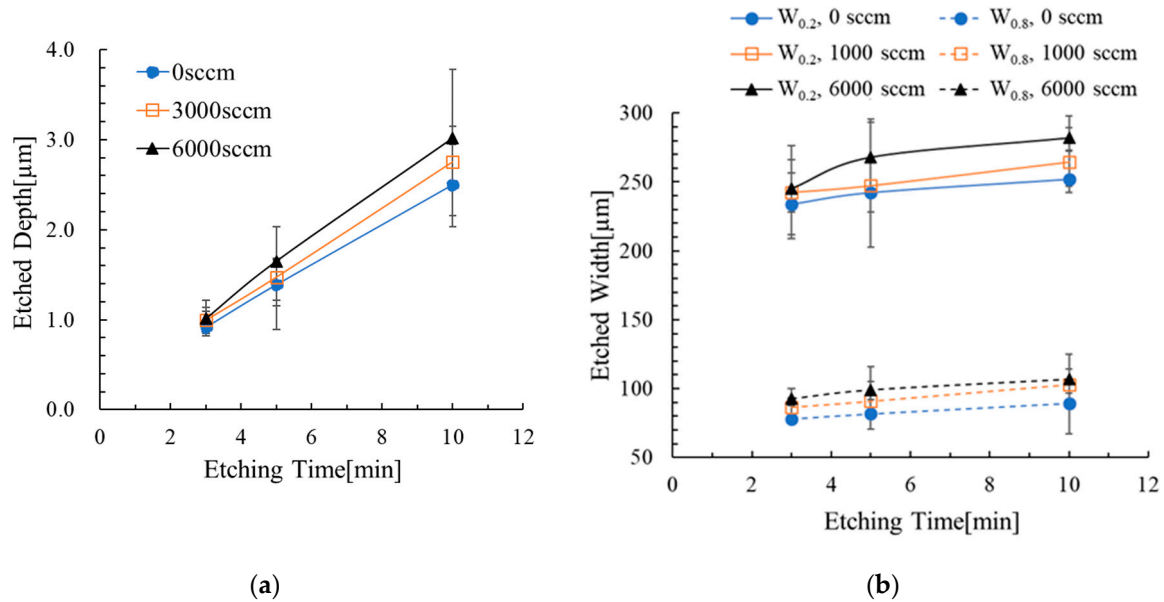 4.0
3.0
2.0
1.0
0.0
0sccm
3000sccm
6000sccm
Etched Depth[μm]
0 2 4 6 8 10 12
Etching Time[min]
(a)
W0.2, 0 sccm
W0.2, 1000 sccm
W0.2, 6000 sccm
W0.8, 0 sccm
W0.8, 1000 sccm
W0.8, 6000 sccm
300
250
200
150
100
50
Etched Width[μm]
0 2 4 6 8 10 12
Etching Time[min]
(b)